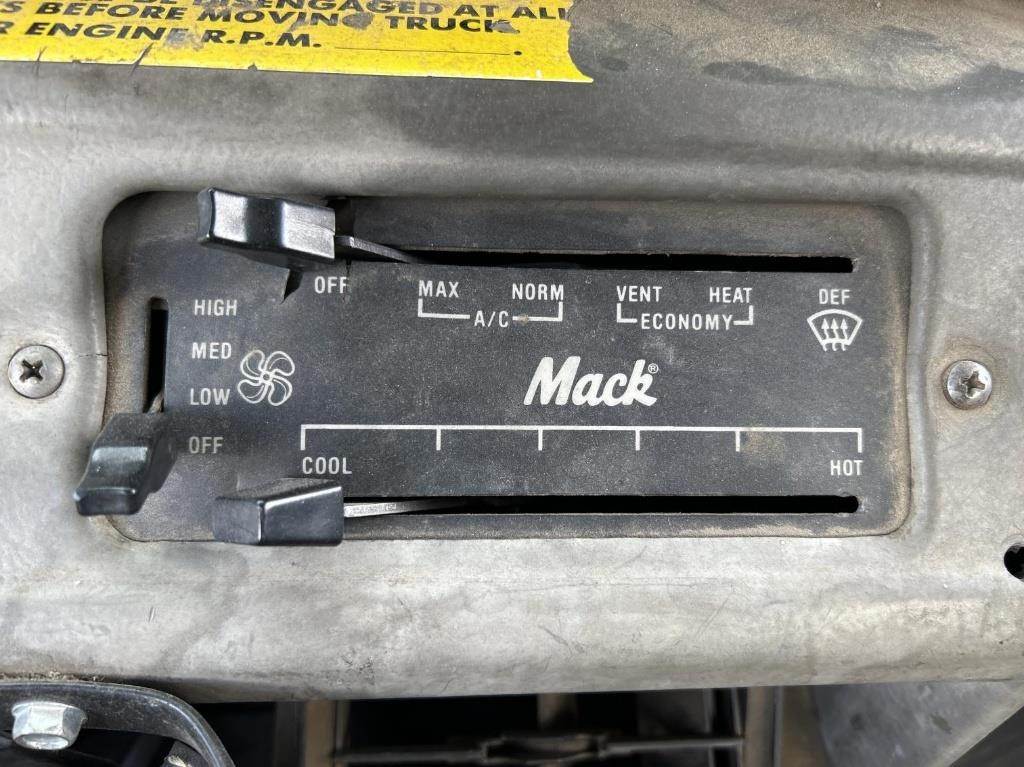 DISENGAGED AT ALL
S BEFORE MOVING TRUCK
R ENGINE R.P.M. ________.
OFF MAX NORM VENT HEAT DEF
A/C ECONOMY
HIGH
MED
LOW
OFF
Mack®
COOL HOT